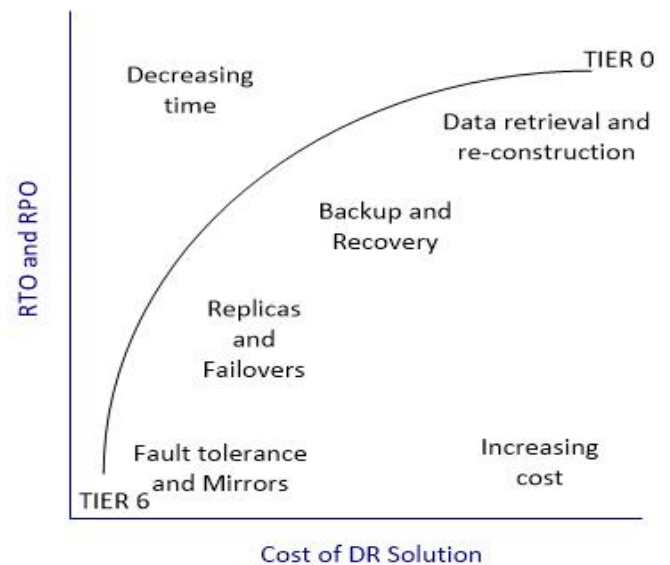 TIER 0
Decreasing
time
Data retrieval and
re-construction
Backup and
Recovery
RTO and RPO
Replicas
and
Failovers
Fault tolerance
and Mirrors
Increasing
cost
TIER 6
Cost of DR Solution